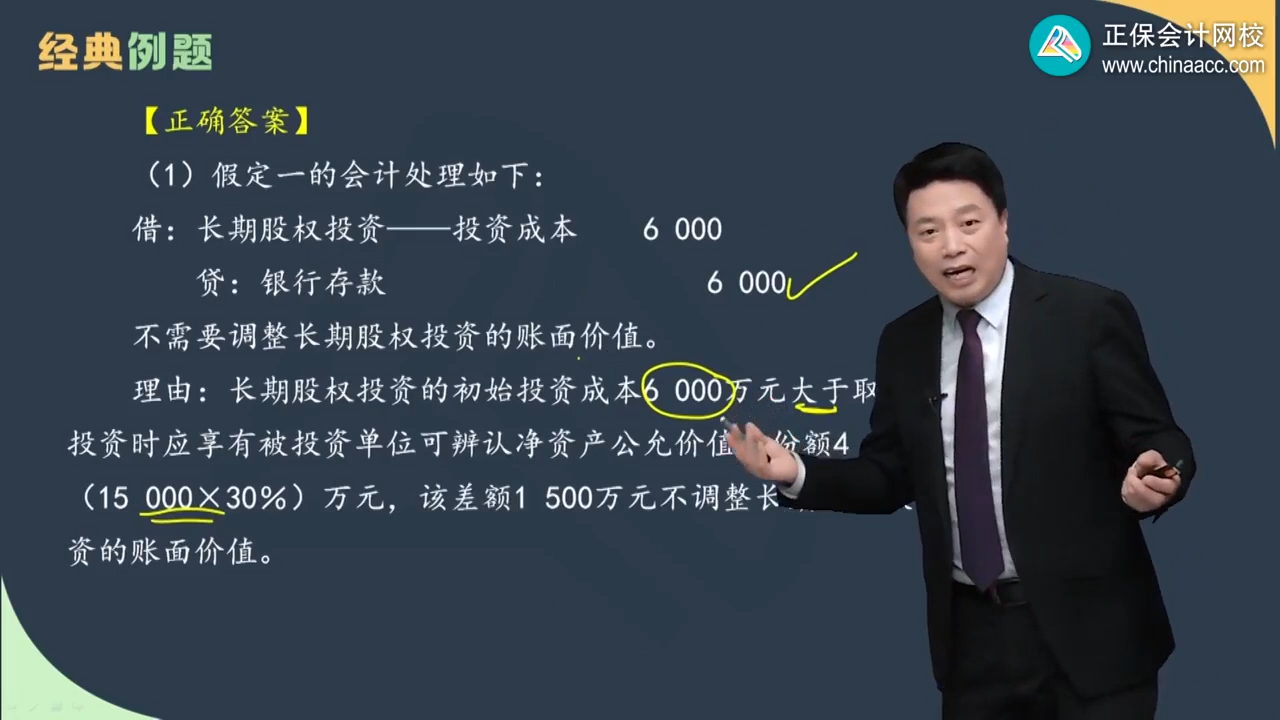 经典例题
正保会计网校
www.chinaacc.com
【正确答案】
（1）假定一的会计处理如下：
借：长期股权投资——投资成本 6 000
贷：银行存款 6 000
不需要调整长期股权投资的账面价值。
理由：长期股权投资的初始投资成本6 000万元大于取
投资时应享有被投资单位可辨认净资产公允价值 份额4
（15 000×30%）万元，该差额1 500万元不调整长
资的账面价值。